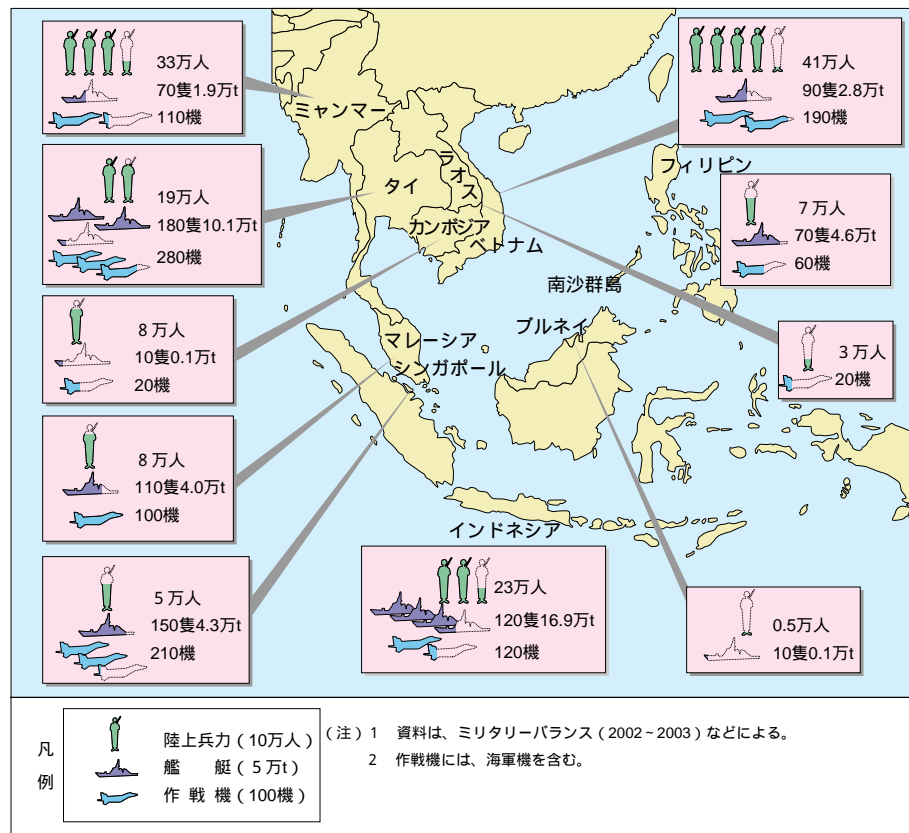 33万人
70隻1.9万t
110機
41万人
90隻2.8万t
190機
ミャンマー
19万人
180隻10.1万t
280機
タイ
ラオス
フィリピン
7万人
70隻4.6万t
60機
カンボジア
ベトナム
南沙群島
8万人
10隻0.1万t
20機
マレーシア
シンガポール
ブルネイ
3万人
20機
8万人
110隻4.0万t
100機
インドネシア
5万人
150隻4.3万t
210機
23万人
120隻16.9万t
120機
0.5万人
10隻0.1万t
凡例
陸上兵力(10万人)
艦艇(5万t)
作戦機(100機)
(注)1 資料は、ミリタリーバランス(2002~2003)などによる。
2 作戦機には、海軍機を含む。